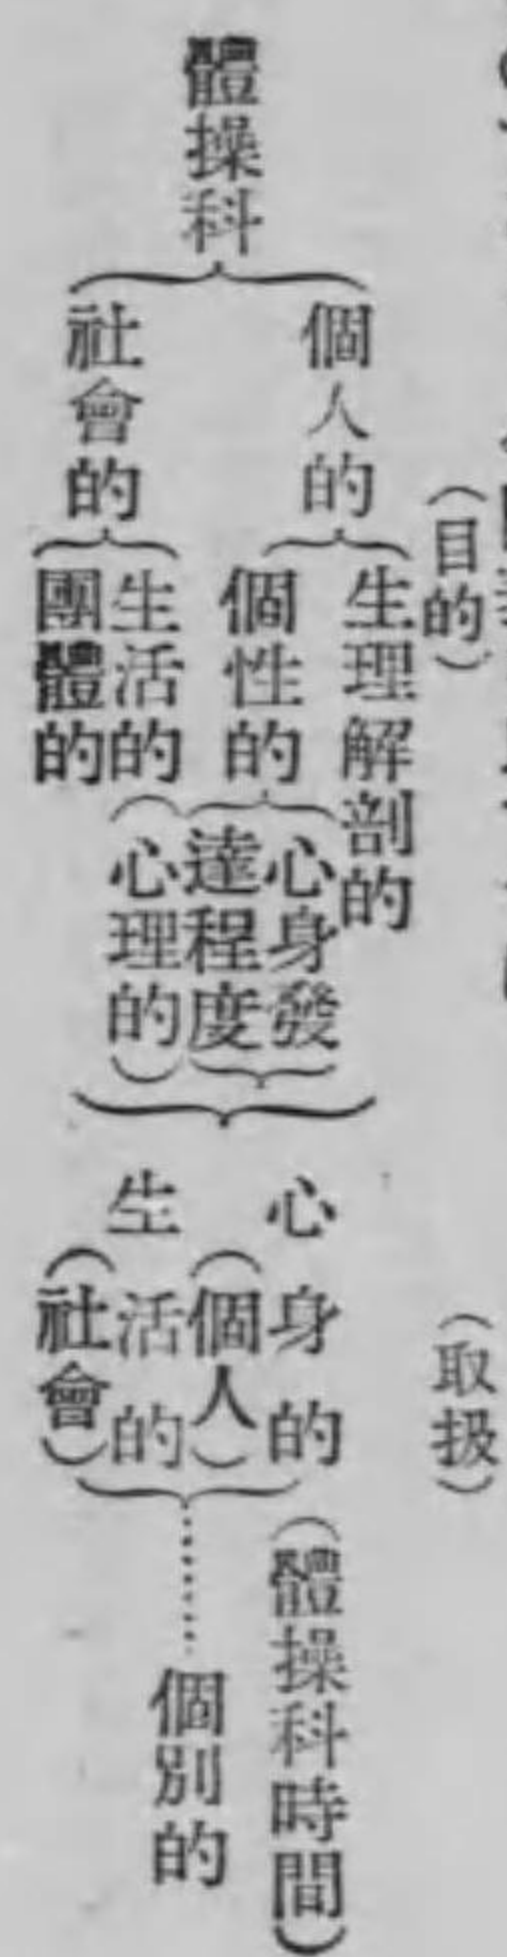 （目的）
（取扱）
體操科
個人的
生理解剖的
個性的
心身發
達程度
社會的
生活的
（心理的）
團體的
心身的
（個人）
生活的
（社會）
（體操科時間）
個別的